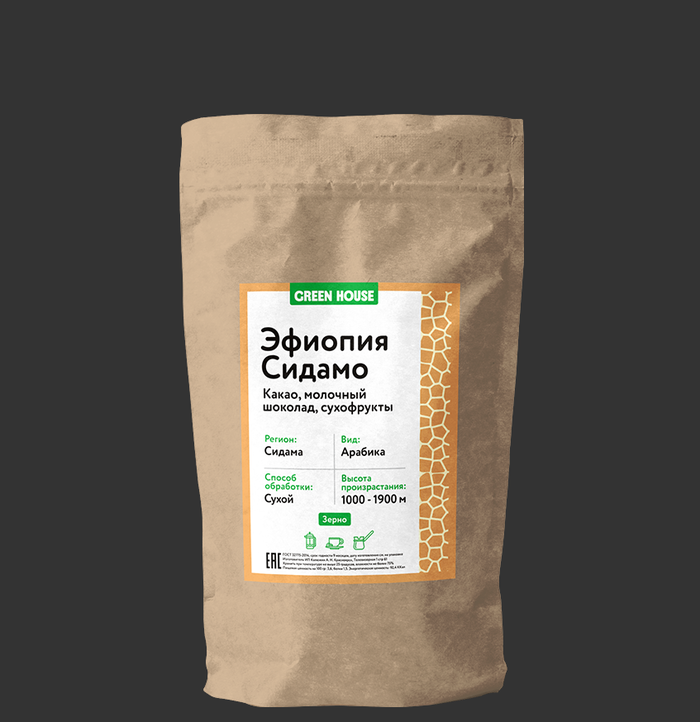 GREEN HOUSE
Эфиопия
Сидамо
Какао, молочный
шоколад, сухофрукты
Регион:
Сидама
Вид:
Арабика
Способ
обработки:
Сухой
Высота
произрастания:
1000 - 1900 м
Зерно
EAC